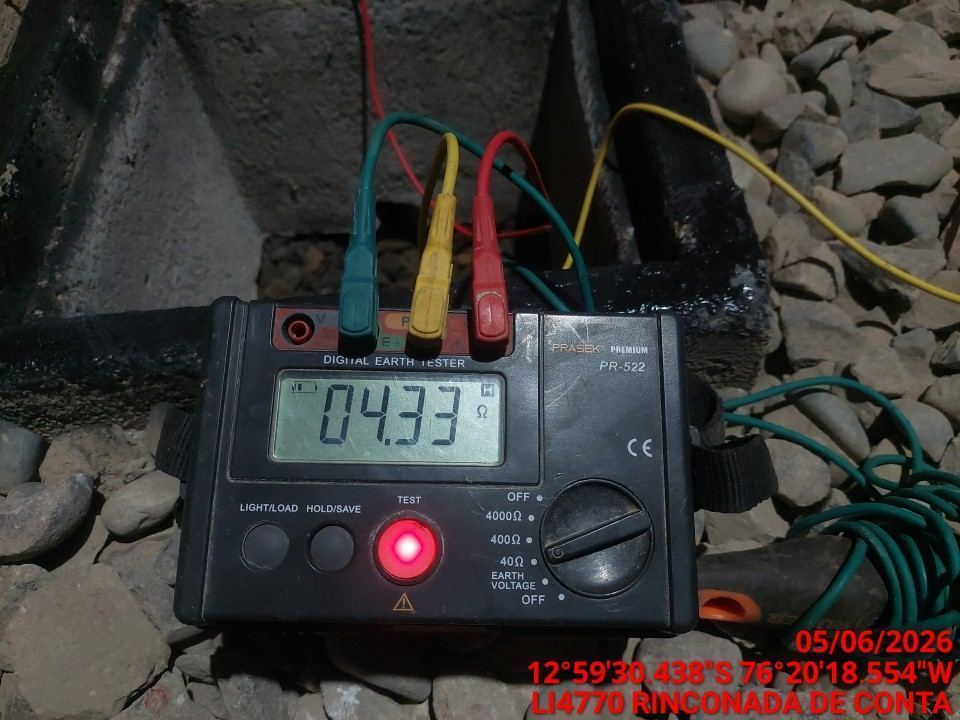 V
P
E
DIGITAL EARTH TESTER
PRASEK PREMIUM
PR-522
H
04.33 Ω
CE
LIGHT/LOAD HOLD/SAVE TEST
OFF
4000Ω
400Ω
40Ω
EARTH
VOLTAGE
OFF
05/06/2026
12°59'30.438"S 76°20'18.554"W
LI4770 RINCONADA DE CONTA